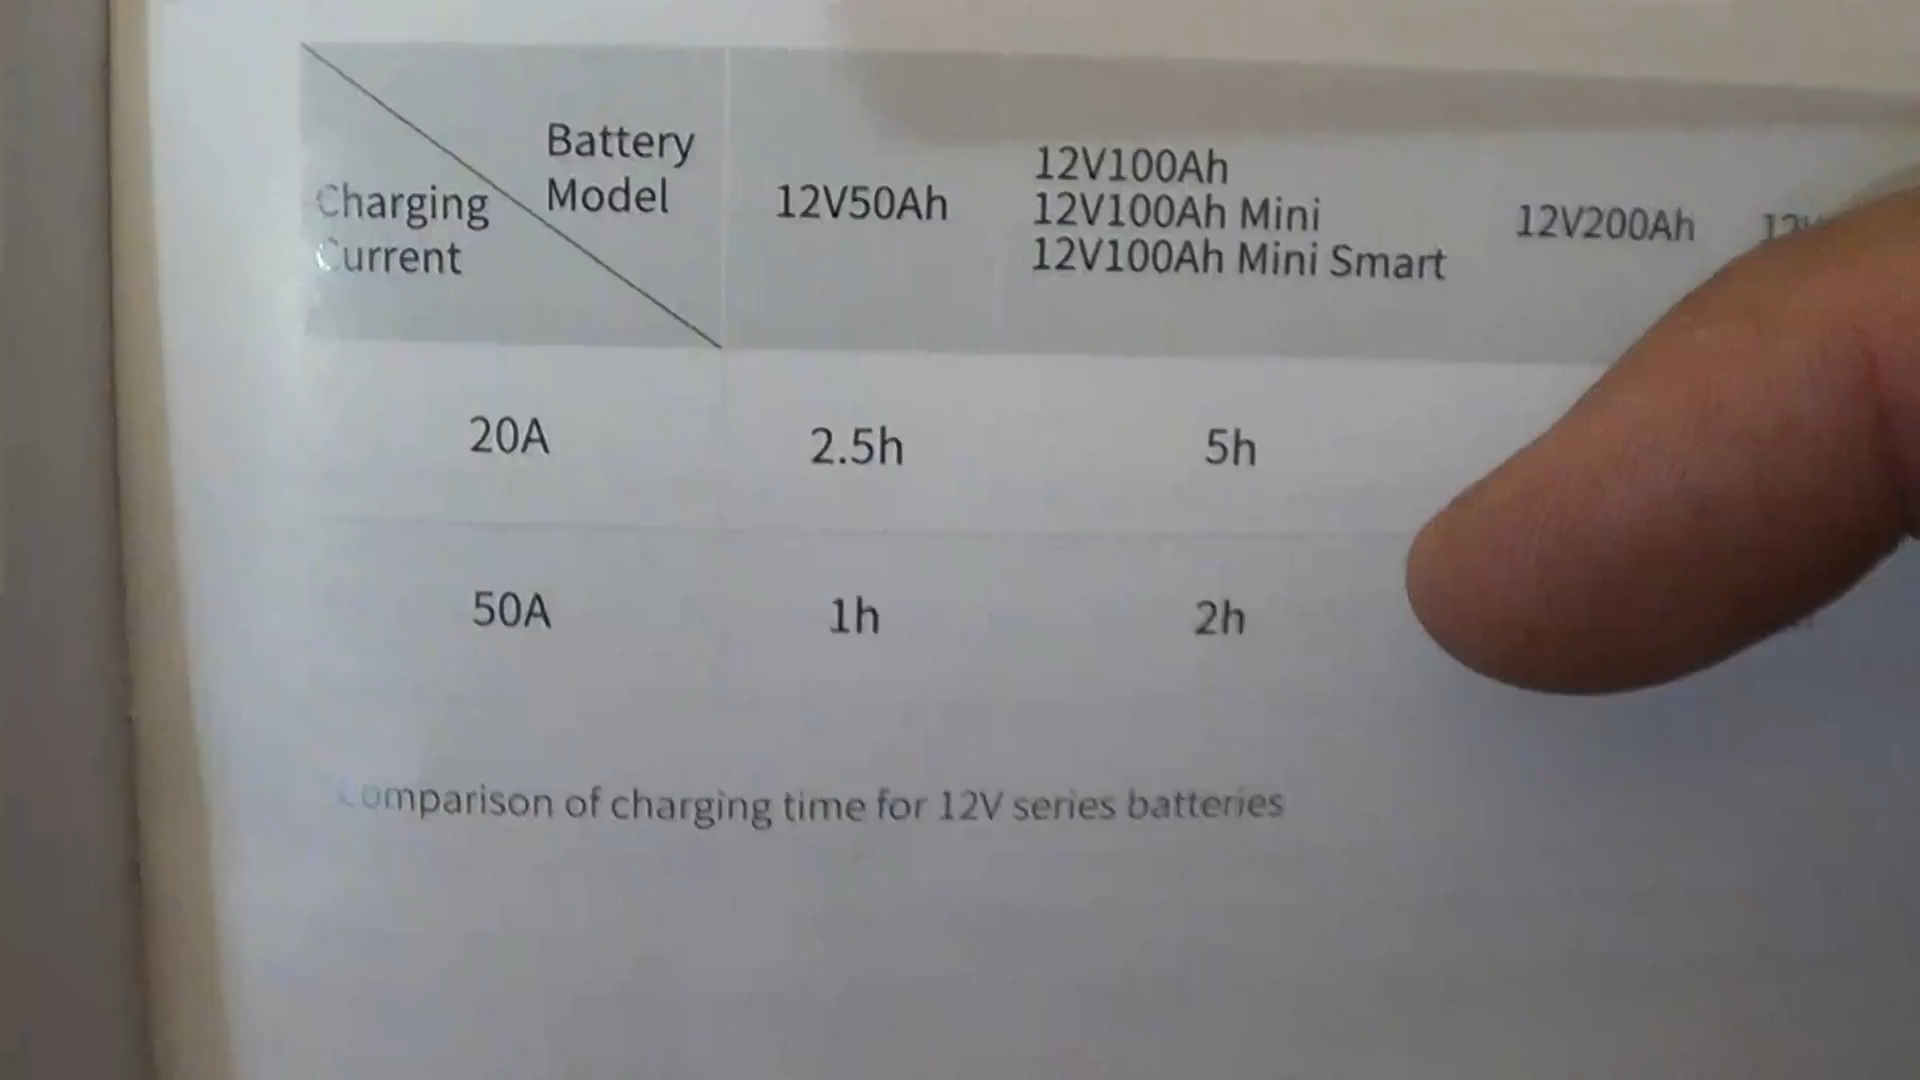 Battery
Model
Charging
Current
12V50Ah
12V100Ah
12V100Ah Mini
12V100Ah Mini Smart
12V200Ah
20A
2.5h
5h
50A
1h
2h
Comparison of charging time for 12V series batteries